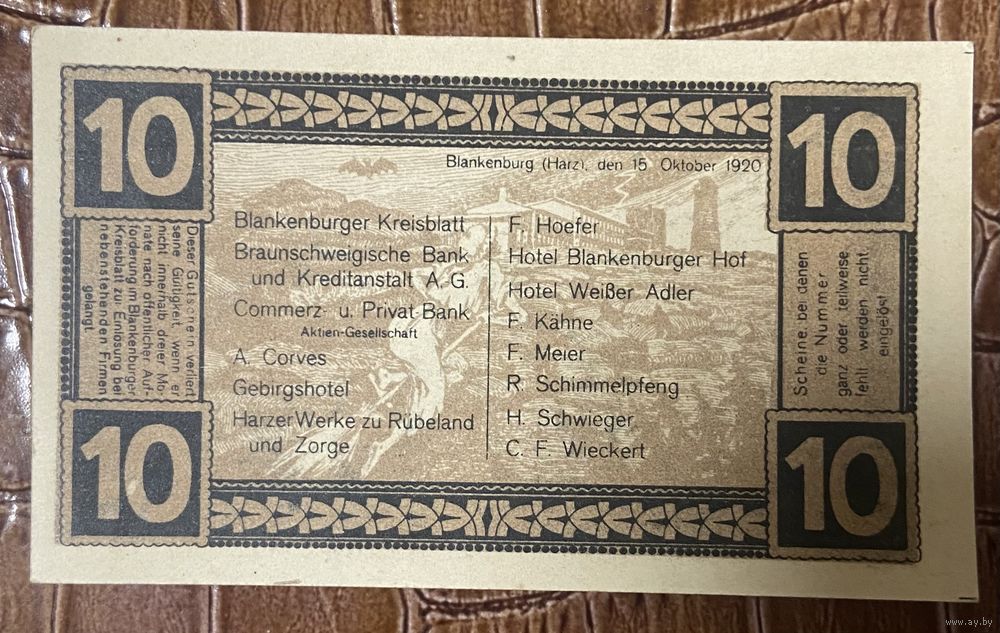 10
10
Blankenburg (Harz), den 15 Oktober 1920
Dieser Gutschein verliert
seine Gültigkeit, wenn er
nicht innerhalb dreier Mo-
nate nach öffentlicher Auf-
forderung im Blankenburger
Kreisblatt zur Einlösung bei
nebenstehenden Firmen
gelangt
Blankenburger Kreisblatt
Braunschweigische Bank
und Kreditanstalt A. G.
Commerz- u. Privat-Bank
Aktien-Gesellschaft
A. Corves
Gebirgshotel
Harzer Werke zu Rübeland
und Zorge
F. Hoefer
Hotel Blankenburger Hof
Hotel Weißer Adler
F. Kähne
F. Meier
R. Schimmelpfeng
H. Schwieger
C. F. Wieckert
Scheine, bei denen
die Nummer
ganz oder teilweise
fehlt werden nicht
eingelöst
10
10
www.ay.by